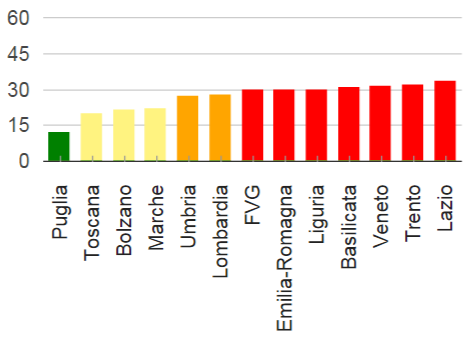 60
45
30
15
0
Puglia
Toscana
Bolzano
Marche
Umbria
Lombardia
FVG
Emilia-Romagna
Liguria
Basilicata
Veneto
Trento
Lazio